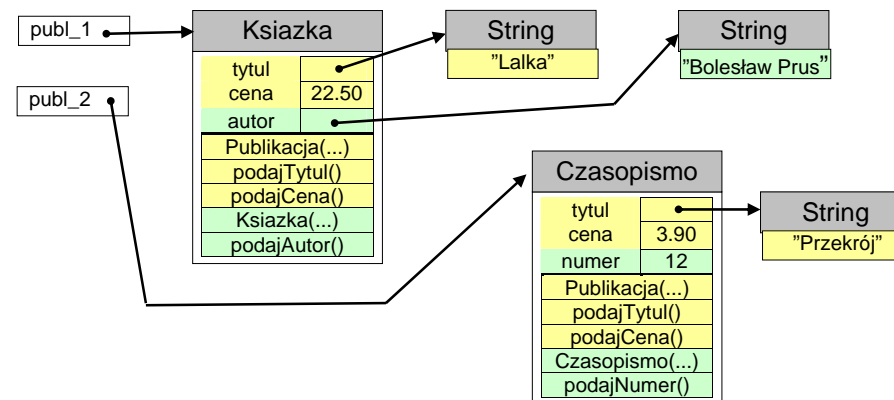 publ_1
Ksiazka
String
String
"Lalka"
"Bolesław Prus"
tytul
cena 22.50
autor
Publikacja(...)
podajTytul()
podajCena()
Ksiazka(...)
podajAutor()
publ_2
Czasopismo
tytul
cena 3.90
numer 12
Publikacja(...)
podajTytul()
podajCena()
Czasopismo(...)
podajNumer()
String
"Przekrój"